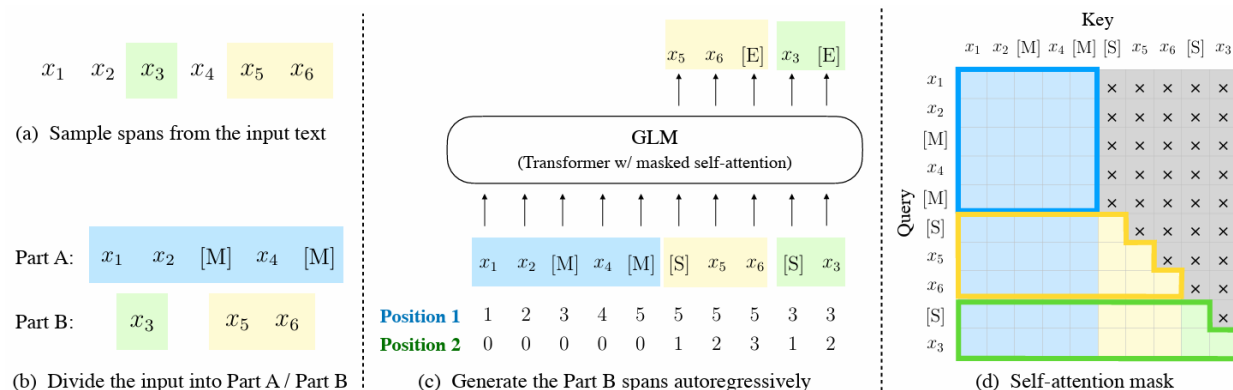 x1 x2 x3 x4 x5 x6
(a) Sample spans from the input text
Part A: x1 x2 [M] x4 [M]
Part B: x3 x5 x6
(b) Divide the input into Part A / Part B
x5 x6 [E] x3 [E]
GLM
(Transformer w/ masked self-attention)
x1 x2 [M] x4 [M] [S] x5 x6 [S] x3
Position 1 1 2 3 4 5 5 5 5 3 3
Position 2 0 0 0 0 0 1 2 3 1 2
(c) Generate the Part B spans autoregressively
Key
x1 x2 [M] x4 [M] [S] x5 x6 [S] x3
Query
x1 × × × × ×
x2 × × × × ×
[M] × × × × ×
x4 × × × × ×
[M] × × × × ×
[S] × × × ×
x5 × × ×
x6 × ×
[S] ×
x3
(d) Self-attention mask